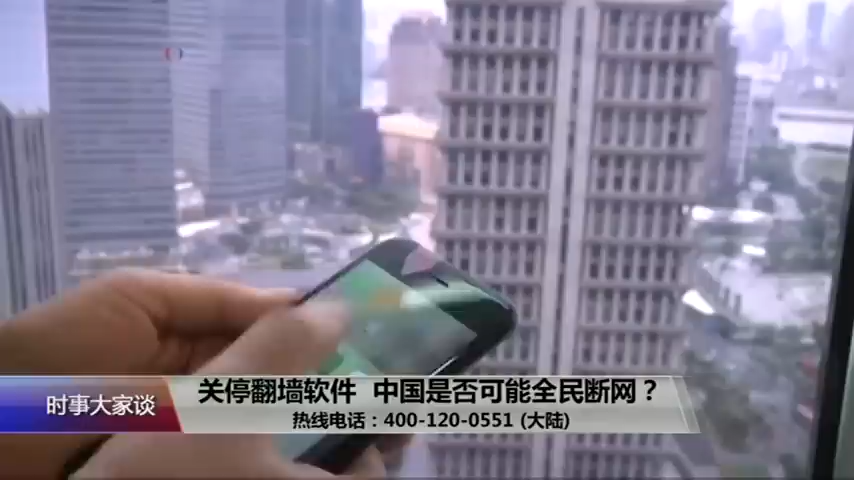 关停翻墙软件 中国是否可能全民断网？
时事大家谈
热线电话：400-120-0551 (大陆)